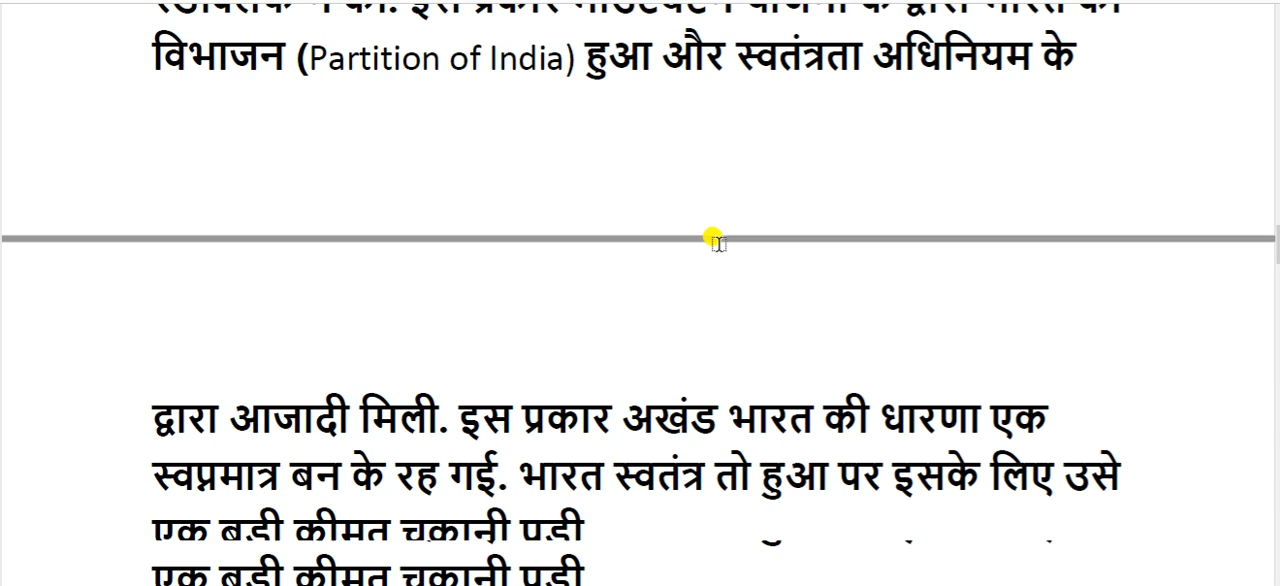 विभाजन (Partition of India) हुआ और स्वतंत्रता अधिनियम के
द्वारा आजादी मिली. इस प्रकार अखंड भारत की धारणा एक
स्वप्नमात्र बन के रह गई. भारत स्वतंत्र तो हुआ पर इसके लिए उसे
एक बड़ी कीमत चुकानी पड़ी
एक बड़ी कीमत चुकानी पड़ी